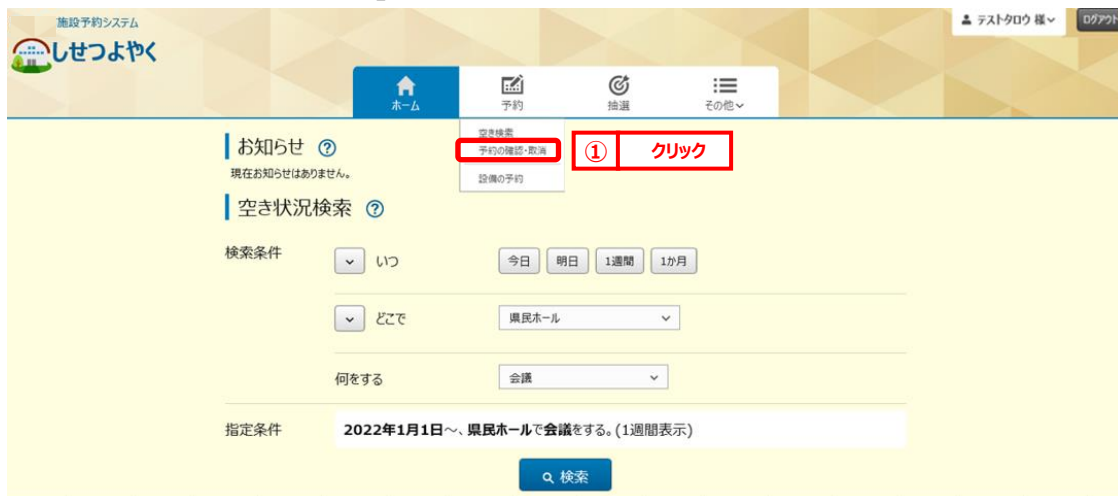 施設予約システム
しせつよやく
テストタロウ 様
ログアウト
ホーム
予約
抽選
その他
空き検索
予約の確認・取消
設備の予約
① クリック
お知らせ ?
現在お知らせはありません。
空き状況検索 ?
検索条件
いつ 今日 明日 1週間 1か月
どこで 県民ホール
何をする 会議
指定条件 2022年1月1日～、県民ホールで会議をする。(1週間表示)
検索